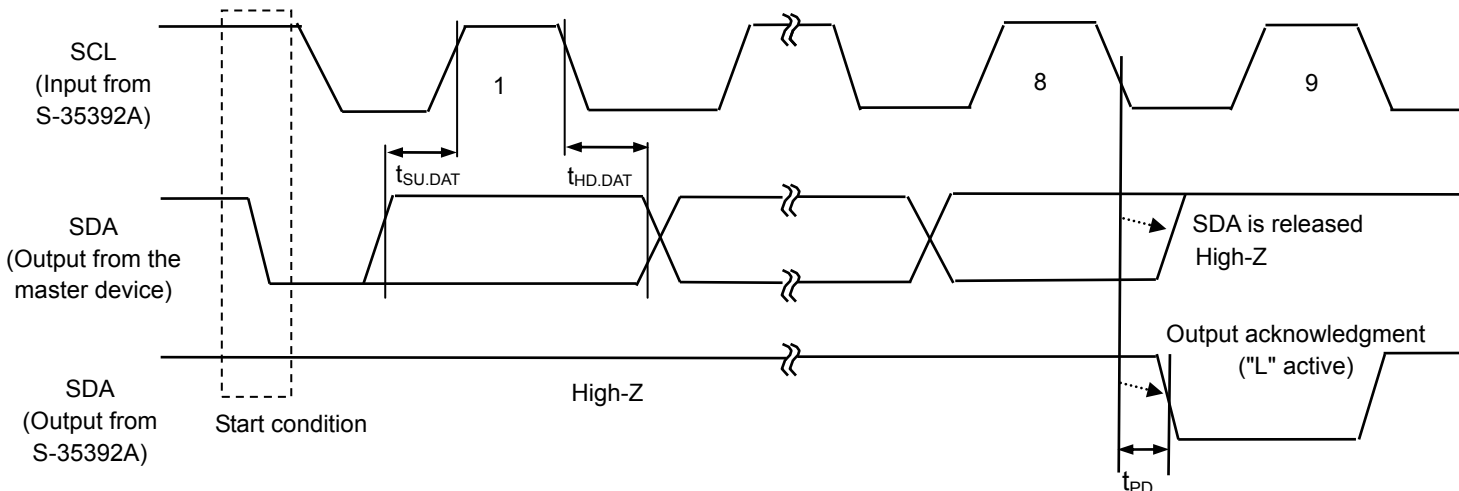 SCL
(Input from
S-35392A)
1
8
9
tSU.DAT
tHD.DAT
SDA
(Output from the
master device)
SDA is released
High-Z
Output acknowledgment
("L" active)
SDA
(Output from
S-35392A)
Start condition
High-Z
tPD